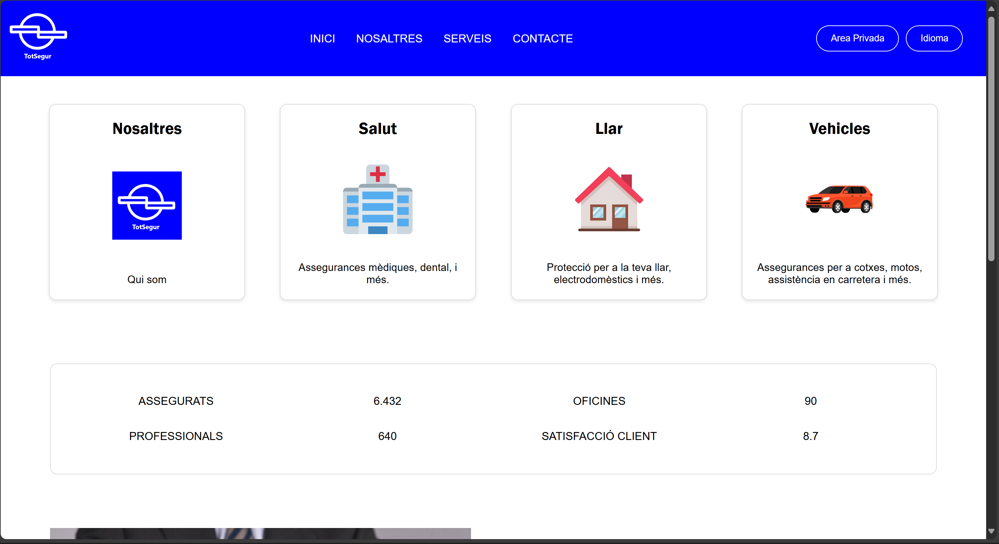 TotSegur
INICI
NOSALTRES
SERVEIS
CONTACTE
Area Privada
Idioma
Nosaltres
TotSegur
Qui som
Salut
Assegurances mèdiques, dental, i
més.
Llar
Protecció per a la teva llar,
electrodomèstics i més.
Vehicles
Assegurances per a cotxes, motos,
assistència en carretera i més.
ASSEGURATS
6.432
OFICINES
90
PROFESSIONALS
640
SATISFACCIÓ CLIENT
8.7